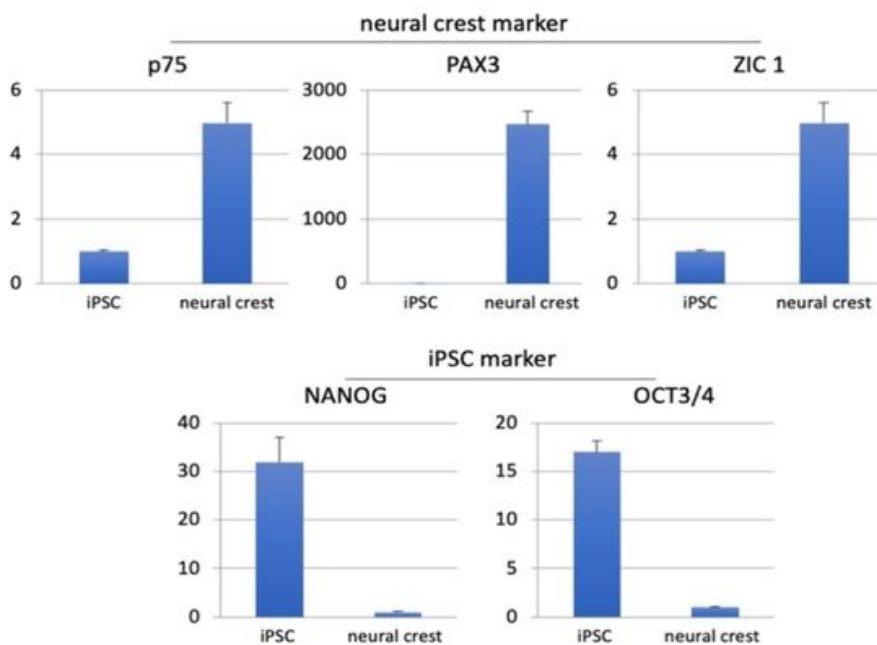 neural crest marker
p75 PAX3 ZIC 1
6 3000 6
4 2000 4
2 1000 2
0 0 0
iPSC neural crest iPSC neural crest iPSC neural crest
iPSC marker
NANOG OCT3/4
40 20
30 15
20 10
10 5
0 0
iPSC neural crest iPSC neural crest